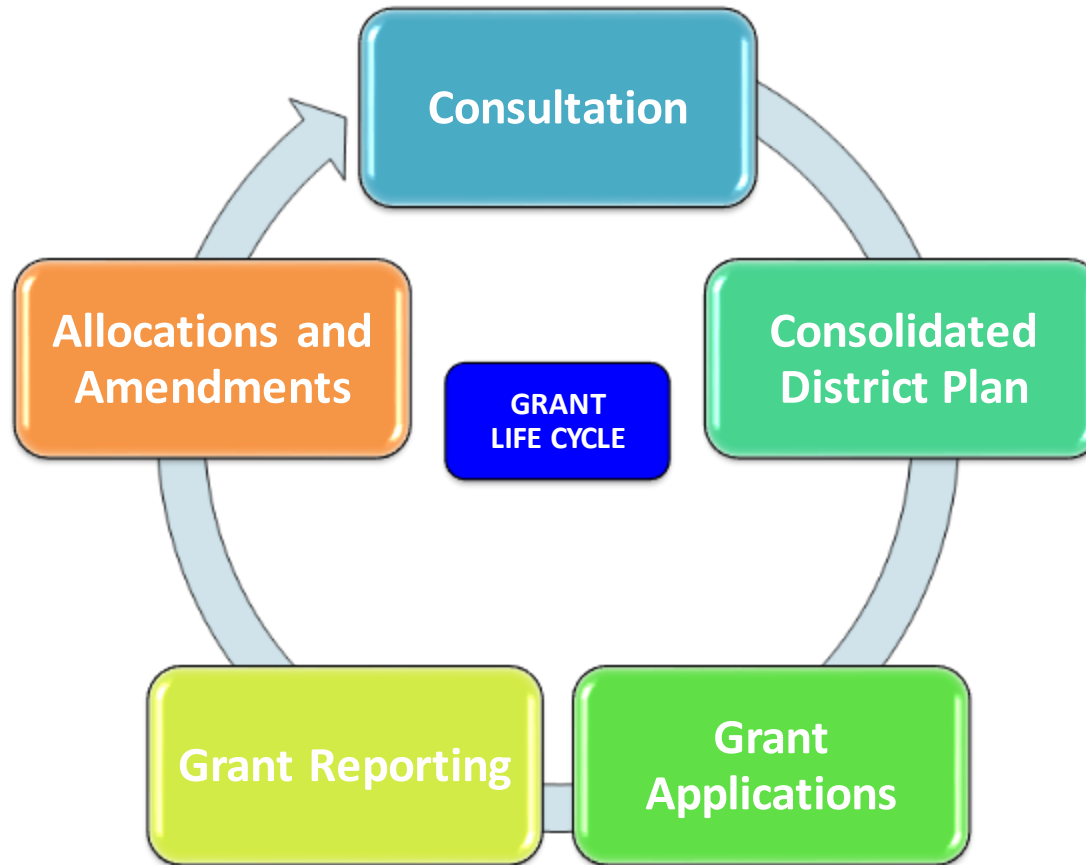 Consultation
Consolidated
District Plan
Grant
Applications
Grant Reporting
Allocations and
Amendments
GRANT
LIFE CYCLE